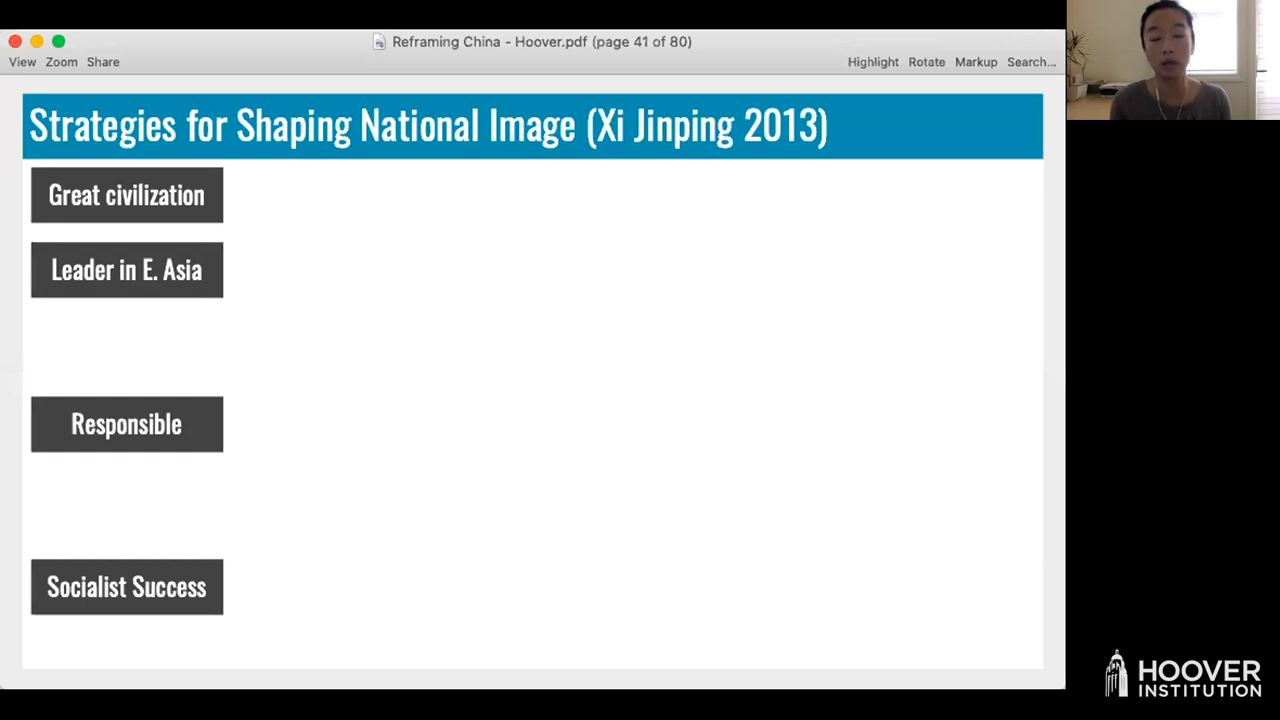 Reframing China - Hoover.pdf (page 41 of 80)
View Zoom Share
Highlight Rotate Markup Search...
Strategies for Shaping National Image (Xi Jinping 2013)
Great civilization
Leader in E. Asia
Responsible
Socialist Success
HOOVER
INSTITUTION